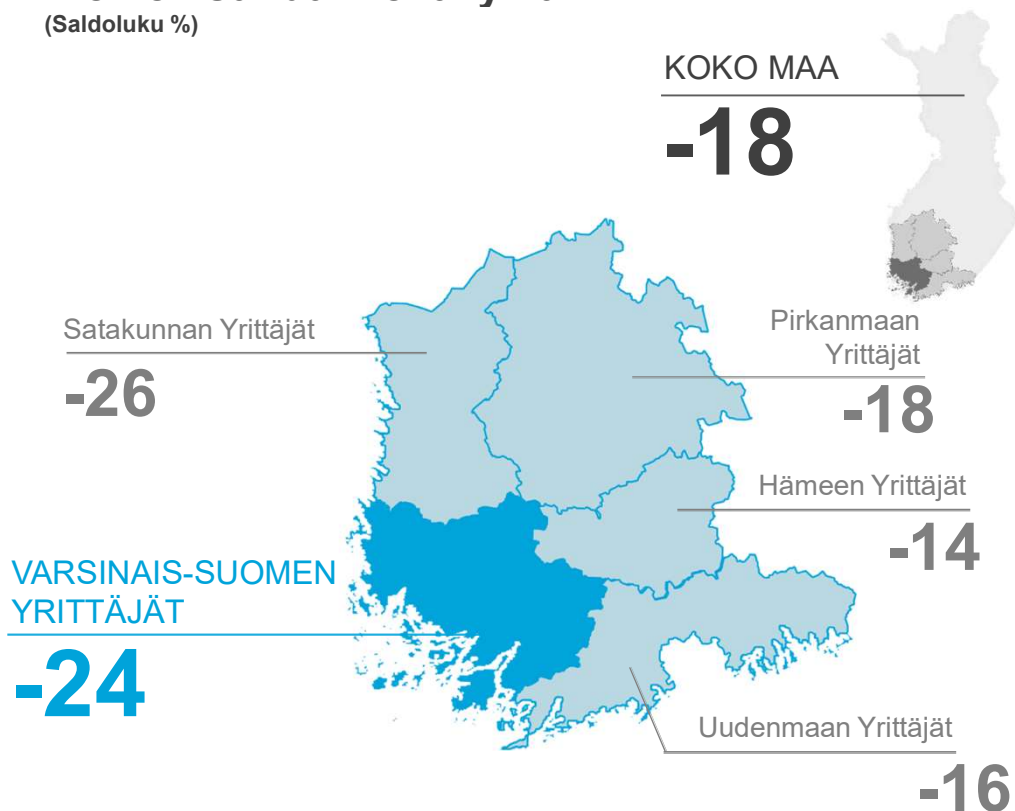 (Saldoluku %)
KOKO MAA
-18
Satakunnan Yrittäjät
-26
Pirkanmaan
Yrittäjät
-18
Hämeen Yrittäjät
-14
VARSINAIS-SUOMEN
YRITTÄJÄT
-24
Uudenmaan Yrittäjät
-16